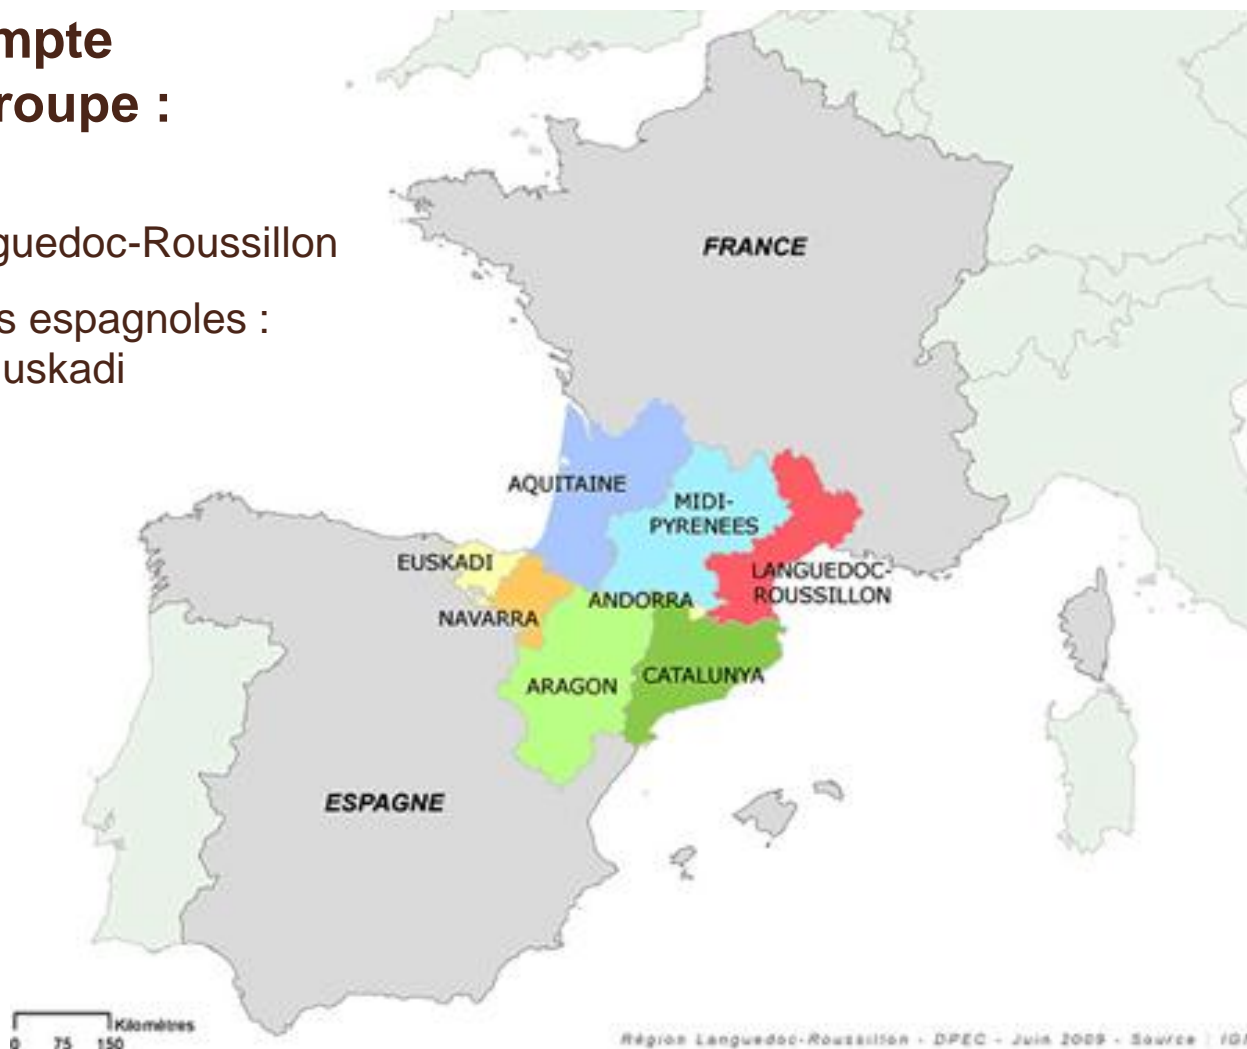 mpte
roupe :
guedoc-Roussillon
s espagnoles :
uskadi
FRANCE
AQUITAINE
MIDI-
PYRENEES
EUSKADI
LANGUEDOC-
ROUSSILLON
ANDORRA
NAVARRA
CATALUNYA
ARAGON
ESPAGNE
Kilomètres
0 75 150
Région Languedoc-Roussillon - DPEC - Juin 2009 - Source : IGN